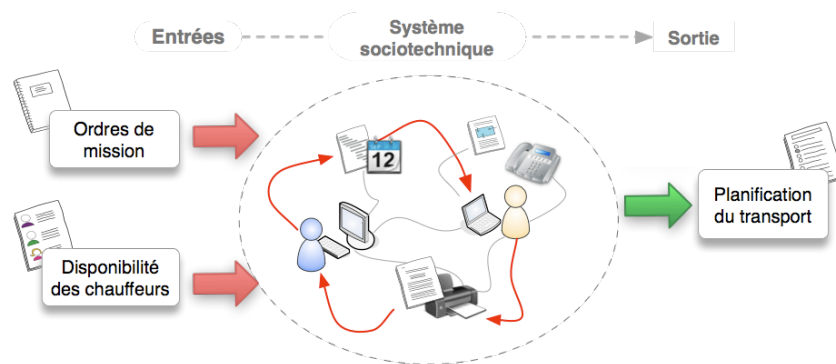 Entrées
Système
sociotechnique
Sortie
Ordres de
mission
12
Disponibilité
des chauffeurs
Planification
du transport